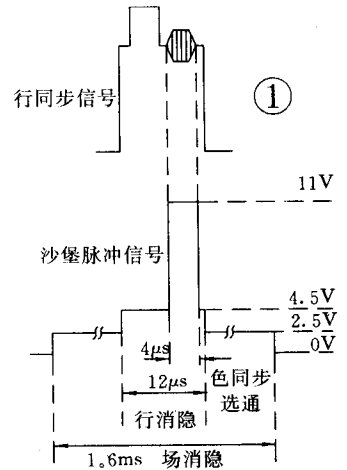 行同步信号
①
11V
沙堡脉冲信号
4.5V
2.5V
0V
4μs
色同步
选通
12μs
行消隐
1.6ms 场消隐